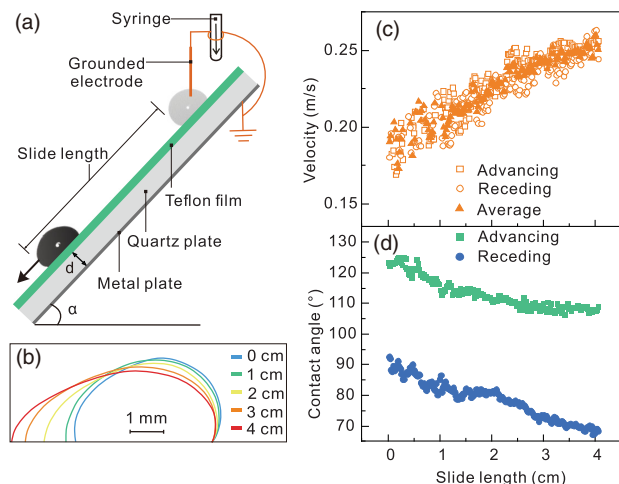 (a)
Syringe
Grounded
electrode
Slide length
Teflon film
Quartz plate
Metal plate
d
α
(b)
0 cm
1 cm
2 cm
3 cm
4 cm
1 mm
(c)
Velocity (m/s)
0.25
0.20
0.15
Advancing
Receding
Average
(d)
Advancing
Receding
Contact angle (°)
130
120
110
100
90
80
70
0 1 2 3 4
Slide length (cm)